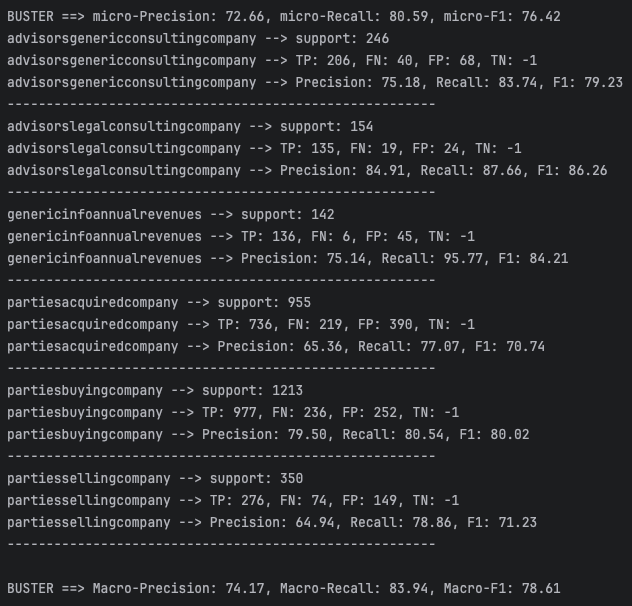 BUSTER ==> micro-Precision: 72.66, micro-Recall: 80.59, micro-F1: 76.42
advisorsgenericconsultingcompany --> support: 246
advisorsgenericconsultingcompany --> TP: 206, FN: 40, FP: 68, TN: -1
advisorsgenericconsultingcompany --> Precision: 75.18, Recall: 83.74, F1: 79.23
-------------------------------------------------------
advisorslegalconsultingcompany --> support: 154
advisorslegalconsultingcompany --> TP: 135, FN: 19, FP: 24, TN: -1
advisorslegalconsultingcompany --> Precision: 84.91, Recall: 87.66, F1: 86.26
-------------------------------------------------------
genericinfoannualrevenues --> support: 142
genericinfoannualrevenues --> TP: 136, FN: 6, FP: 45, TN: -1
genericinfoannualrevenues --> Precision: 75.14, Recall: 95.77, F1: 84.21
-------------------------------------------------------
partiesacquiredcompany --> support: 955
partiesacquiredcompany --> TP: 736, FN: 219, FP: 390, TN: -1
partiesacquiredcompany --> Precision: 65.36, Recall: 77.07, F1: 70.74
-------------------------------------------------------
partiesbuyingcompany --> support: 1213
partiesbuyingcompany --> TP: 977, FN: 236, FP: 252, TN: -1
partiesbuyingcompany --> Precision: 79.50, Recall: 80.54, F1: 80.02
-------------------------------------------------------
partiessellingcompany --> support: 350
partiessellingcompany --> TP: 276, FN: 74, FP: 149, TN: -1
partiessellingcompany --> Precision: 64.94, Recall: 78.86, F1: 71.23
-------------------------------------------------------
BUSTER ==> Macro-Precision: 74.17, Macro-Recall: 83.94, Macro-F1: 78.61